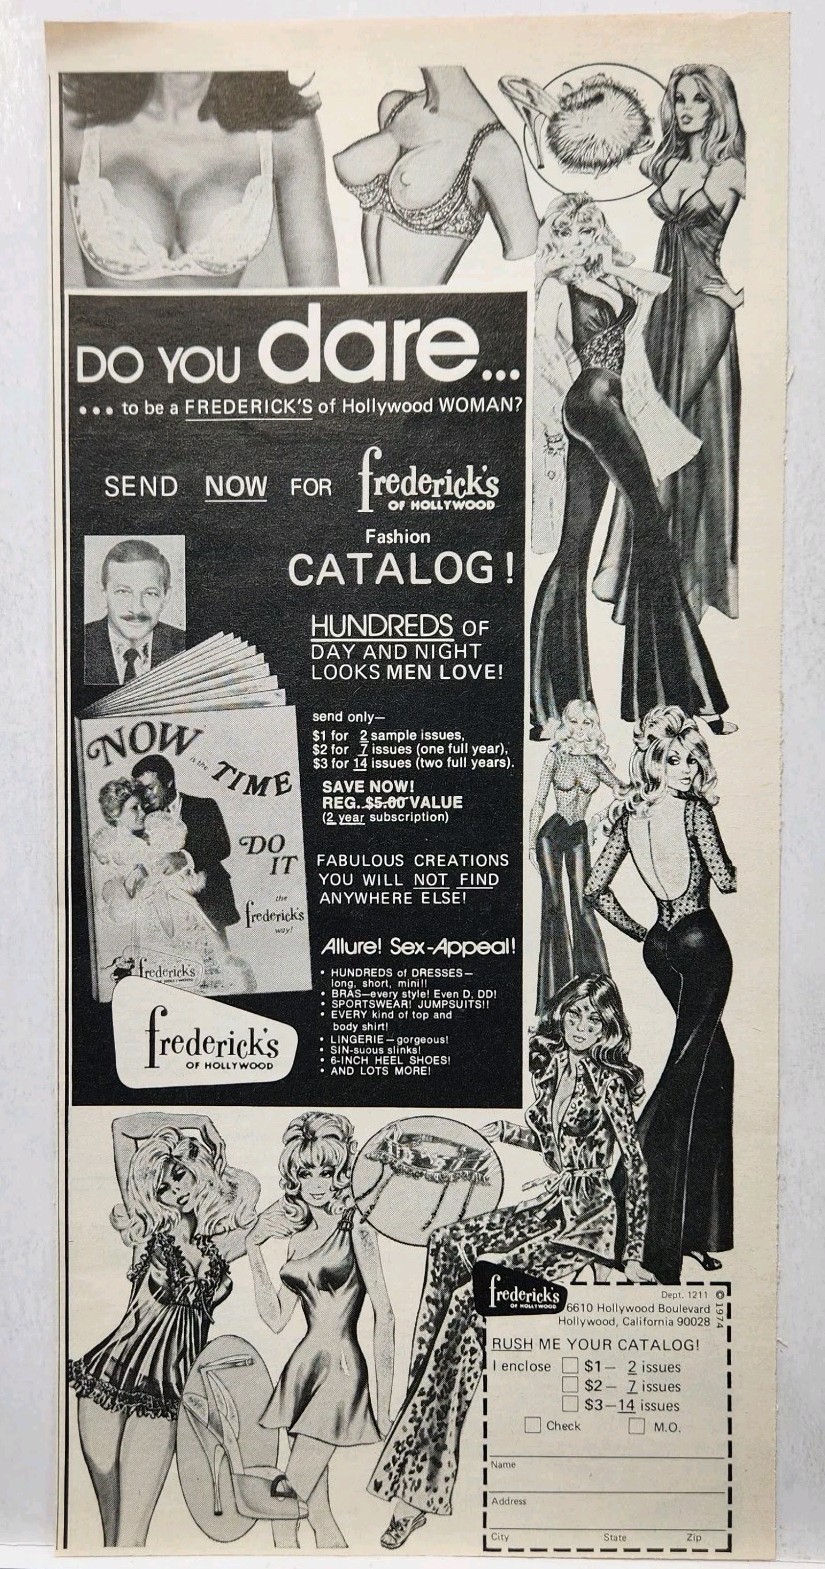 DO YOU dare...
... to be a FREDERICK'S of Hollywood WOMAN?
SEND NOW FOR frederick's
OF HOLLYWOOD
Fashion
CATALOG!
HUNDREDS OF
DAY AND NIGHT
LOOKS MEN LOVE!
send only—
$1 for 2 sample issues,
$2 for 7 issues (one full year),
$3 for 14 issues (two full years).
SAVE NOW!
REG. $5.00 VALUE
(2 year subscription)
FABULOUS CREATIONS
YOU WILL NOT FIND
ANYWHERE ELSE!
Allure! Sex-Appeal!
• HUNDREDS of DRESSES—
long, short, mini!!
• BRAS—every style! Even D, DD!
• SPORTSWEAR! JUMPSUITS!!
• EVERY kind of top and
body shirt!
• LINGERIE—gorgeous!
• SIN-suous slinks!
• 6-INCH HEEL SHOES!
• AND LOTS MORE!
NOW
is the
TIME
DO
IT
the
frederick's
way!
frederick's
frederick's
OF HOLLYWOOD
frederick's
OF HOLLYWOOD
Dept. 1211
6610 Hollywood Boulevard
Hollywood, California 90028
© 1974
RUSH ME YOUR CATALOG!
I enclose $1— 2 issues
$2— 7 issues
$3—14 issues
Check M.O.
Name
Address
City State Zip